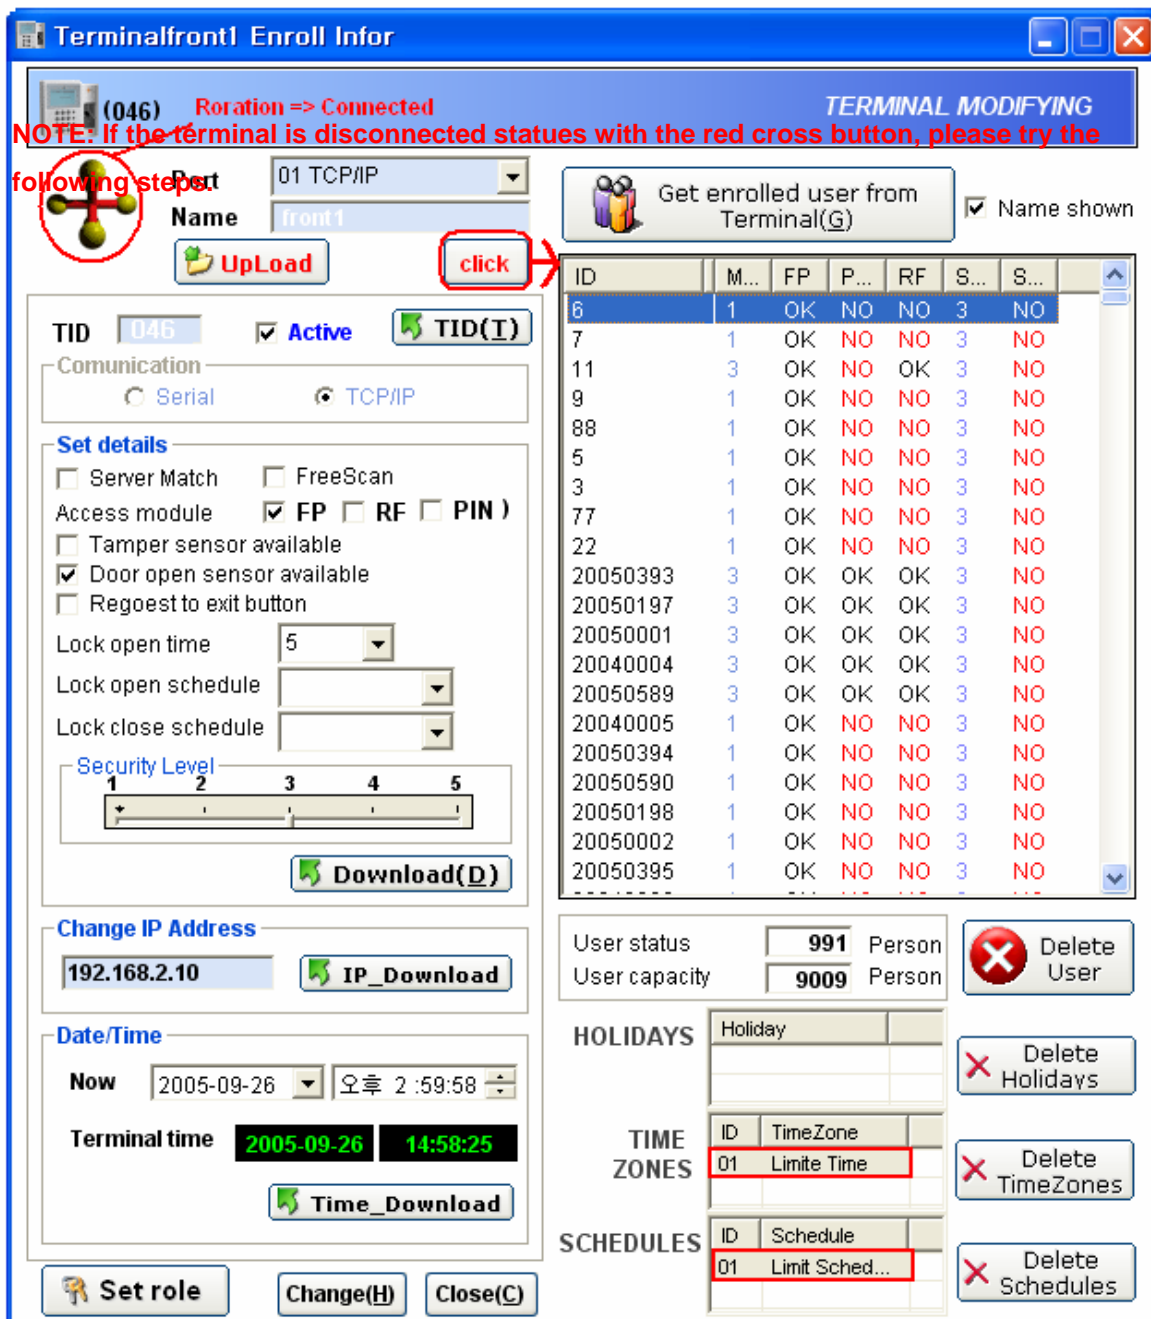 Terminalfront1 Enroll Infor
(046) Roration => Connected TERMINAL MODIFYING
NOTE: If the terminal is disconnected statues with the red cross button, please try the
following steps.
Port 01 TCP/IP
Name front1
UpLoad click
Get enrolled user from
Terminal(G)
Name shown
TID 046 Active TID(T)
Comunication
Serial TCP/IP
Set details
Server Match FreeScan
Access module FP RF PIN )
Tamper sensor available
Door open sensor available
Regoest to exit button
Lock open time 5
Lock open schedule
Lock close schedule
Security Level
1 2 3 4 5
Download(D)
Change IP Address
192.168.2.10 IP_Download
Date/Time
Now 2005-09-26 오후 2 :59:58
Terminal time 2005-09-26 14:58:25
Time_Download
Set role Change(H) Close(C)
ID M... FP P... RF S... S...
6 1 OK NO NO 3 NO
7 1 OK NO NO 3 NO
11 3 OK NO OK 3 NO
9 1 OK NO NO 3 NO
88 1 OK NO NO 3 NO
5 1 OK NO NO 3 NO
3 1 OK NO NO 3 NO
77 1 OK NO NO 3 NO
22 1 OK NO NO 3 NO
20050393 3 OK OK OK 3 NO
20050197 3 OK OK OK 3 NO
20050001 3 OK OK OK 3 NO
20040004 3 OK OK OK 3 NO
20050589 3 OK OK OK 3 NO
20040005 1 OK NO NO 3 NO
20050394 1 OK NO NO 3 NO
20050590 1 OK NO NO 3 NO
20050198 1 OK NO NO 3 NO
20050002 1 OK NO NO 3 NO
20050395 1 OK NO NO 3 NO
User status 991 Person
User capacity 9009 Person
Delete
User
HOLIDAYS Holiday
Delete
Holidays
TIME
ZONES
ID TimeZone
01 Limite Time
Delete
TimeZones
SCHEDULES
ID Schedule
01 Limit Sched...
Delete
Schedules